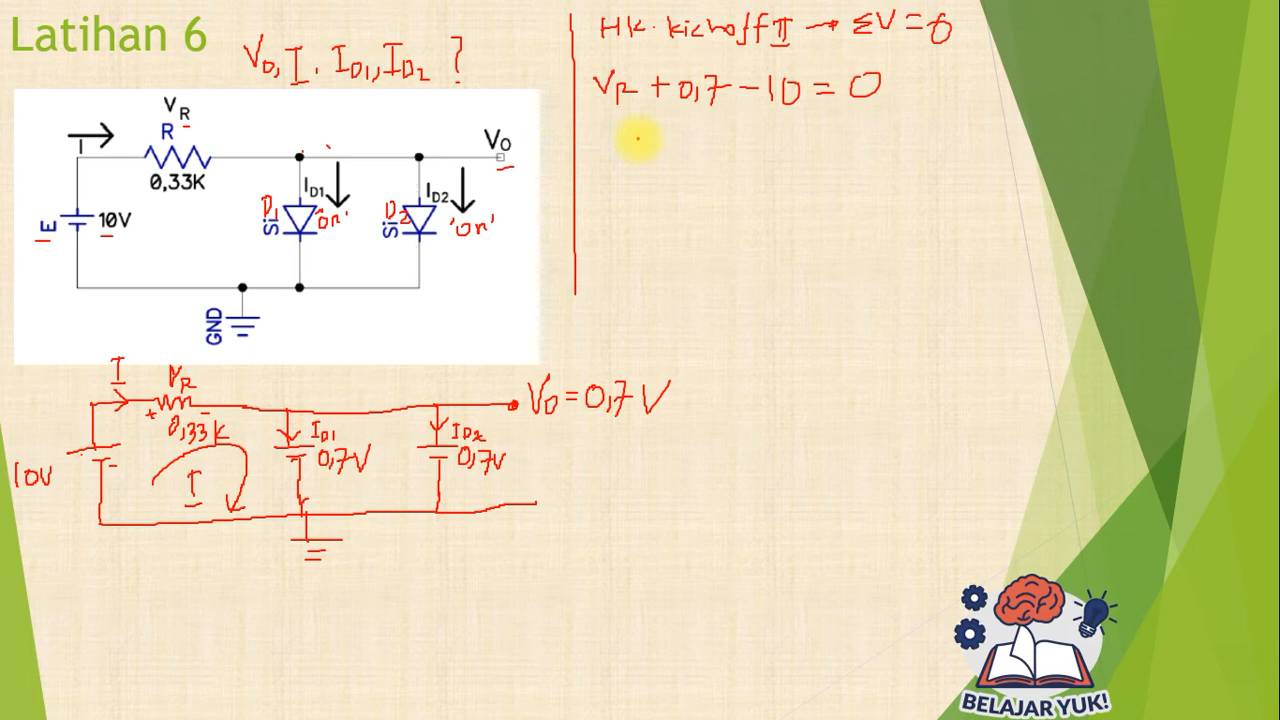 Latihan 6
V0, I, ID1, ID2 ?
VR
R
0,33K
I
E
10V
VO
ID1
ID2
D1
Si
'on'
D2
Si
'on'
GND
I
VR
+ -
0,33K
10V
-
I
ID1
0,7V
ID2
0,7V
V0 = 0,7 V
Hk. kirchoff II → ΣV = 0
VR + 0,7 - 10 = 0
BELAJAR YUK!